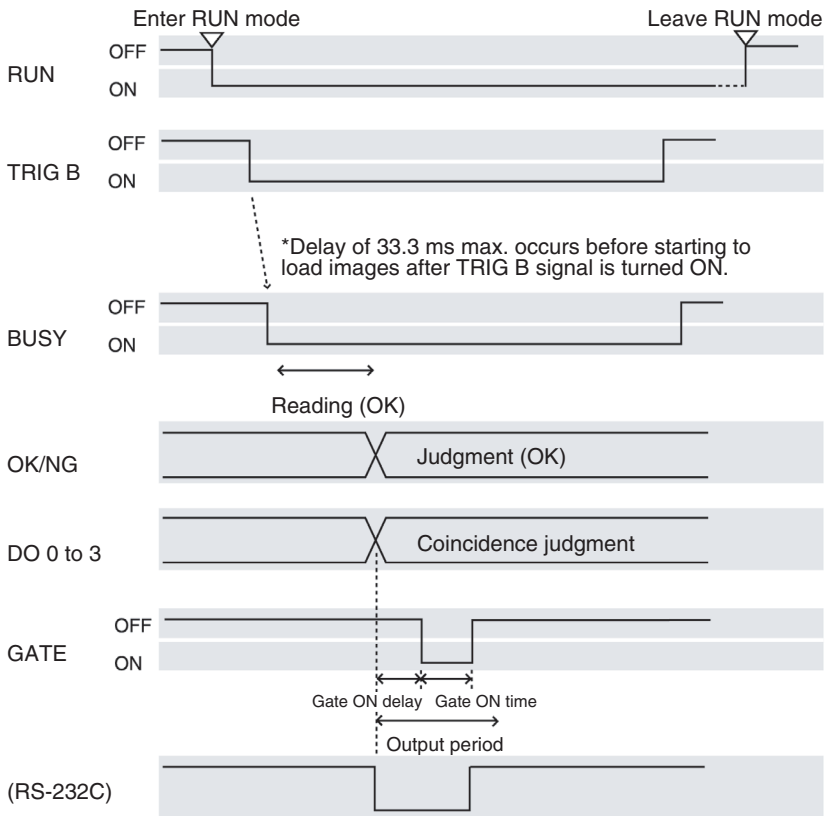 Enter RUN mode
Leave RUN mode
OFF
RUN
ON
OFF
TRIG B
ON
*Delay of 33.3 ms max. occurs before starting to
load images after TRIG B signal is turned ON.
OFF
BUSY
ON
Reading (OK)
OK/NG
Judgment (OK)
DO 0 to 3
Coincidence judgment
OFF
GATE
ON
Gate ON delay
Gate ON time
Output period
(RS-232C)